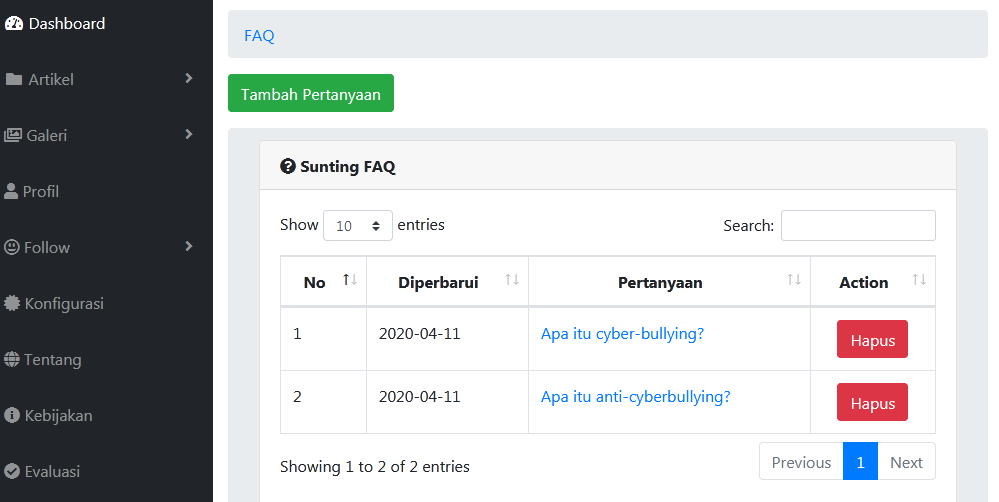 Dashboard
Artikel
Galeri
Profil
Follow
Konfigurasi
Tentang
Kebijakan
Evaluasi
FAQ
Tambah Pertanyaan
Sunting FAQ
Show 10 entries Search:
No Diperbarui Pertanyaan Action
1 2020-04-11 Apa itu cyber-bullying? Hapus
2 2020-04-11 Apa itu anti-cyberbullying? Hapus
Showing 1 to 2 of 2 entries Previous 1 Next